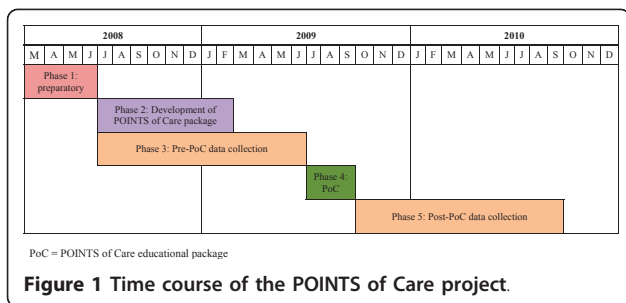 2008 2009 2010
M A M J J A S O N D J F M A M J J A S O N D J F M A M J J A S O N D
Phase 1:
preparatory
Phase 2: Development of
POINTS of Care package
Phase 3: Pre-PoC data collection
Phase 4:
PoC
Phase 5: Post-PoC data collection
PoC = POINTS of Care educational package
Figure 1 Time course of the POINTS of Care project.